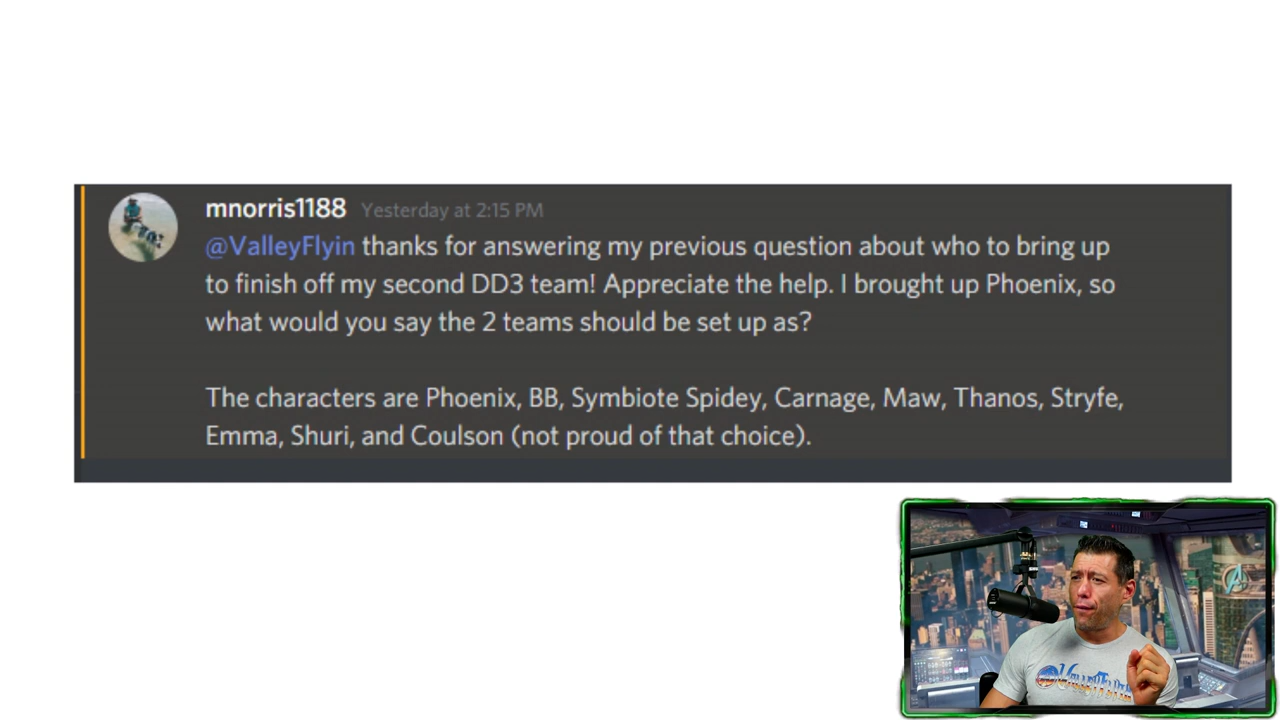 mnorris1188 Yesterday at 2:15 PM
@ValleyFlyin thanks for answering my previous question about who to bring up
to finish off my second DD3 team! Appreciate the help. I brought up Phoenix, so
what would you say the 2 teams should be set up as?
The characters are Phoenix, BB, Symbiote Spidey, Carnage, Maw, Thanos, Stryfe,
Emma, Shuri, and Coulson (not proud of that choice).